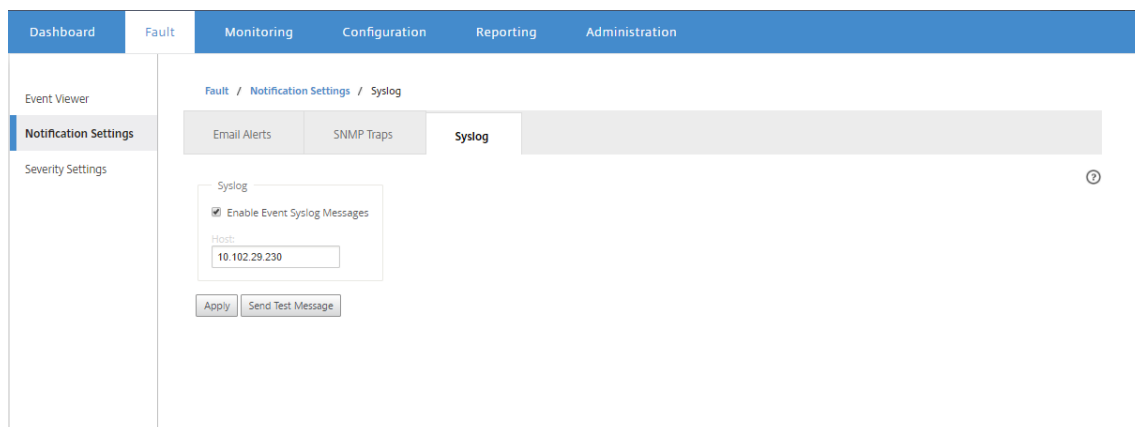 Dashboard Fault Monitoring Configuration Reporting Administration
Event Viewer
Notification Settings
Severity Settings
Fault / Notification Settings / Syslog
Email Alerts SNMP Traps Syslog
?
Syslog
Enable Event Syslog Messages
Host:
10.102.29.230
Apply Send Test Message